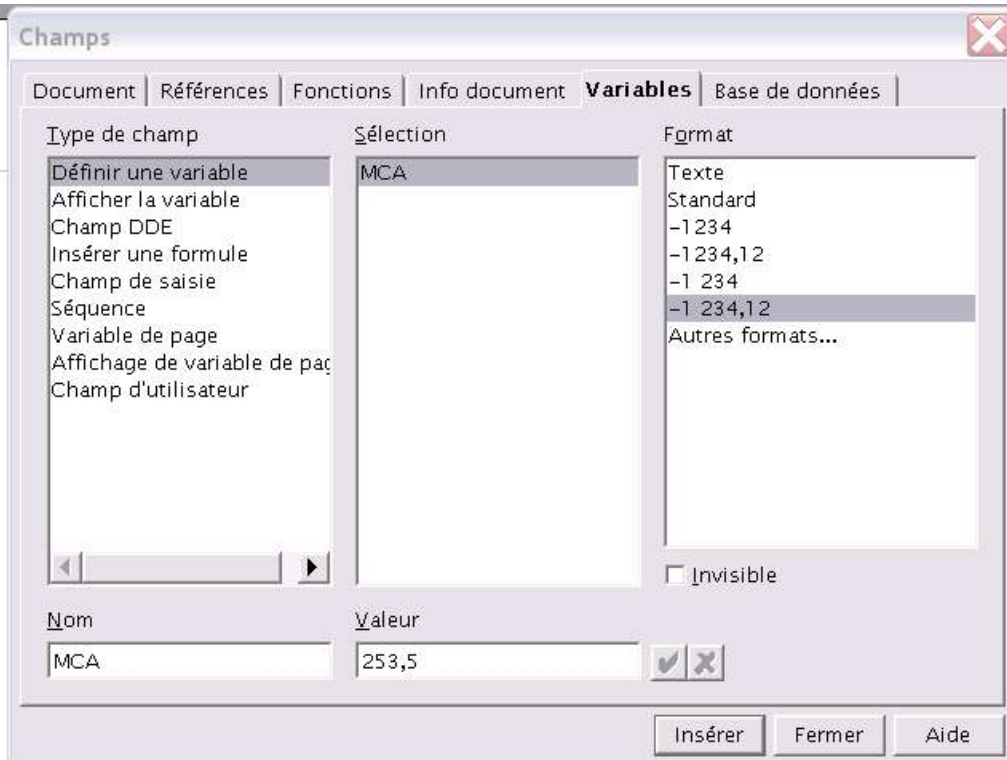 Champs
Document Références Fonctions Info document Variables Base de données
Type de champ
Définir une variable
Afficher la variable
Champ DDE
Insérer une formule
Champ de saisie
Séquence
Variable de page
Affichage de variable de pag
Champ d'utilisateur
Sélection
MCA
Format
Texte
Standard
-1234
-1234,12
-1 234
-1 234,12
Autres formats...
Invisible
Nom
MCA
Valeur
253,5
Insérer Fermer Aide